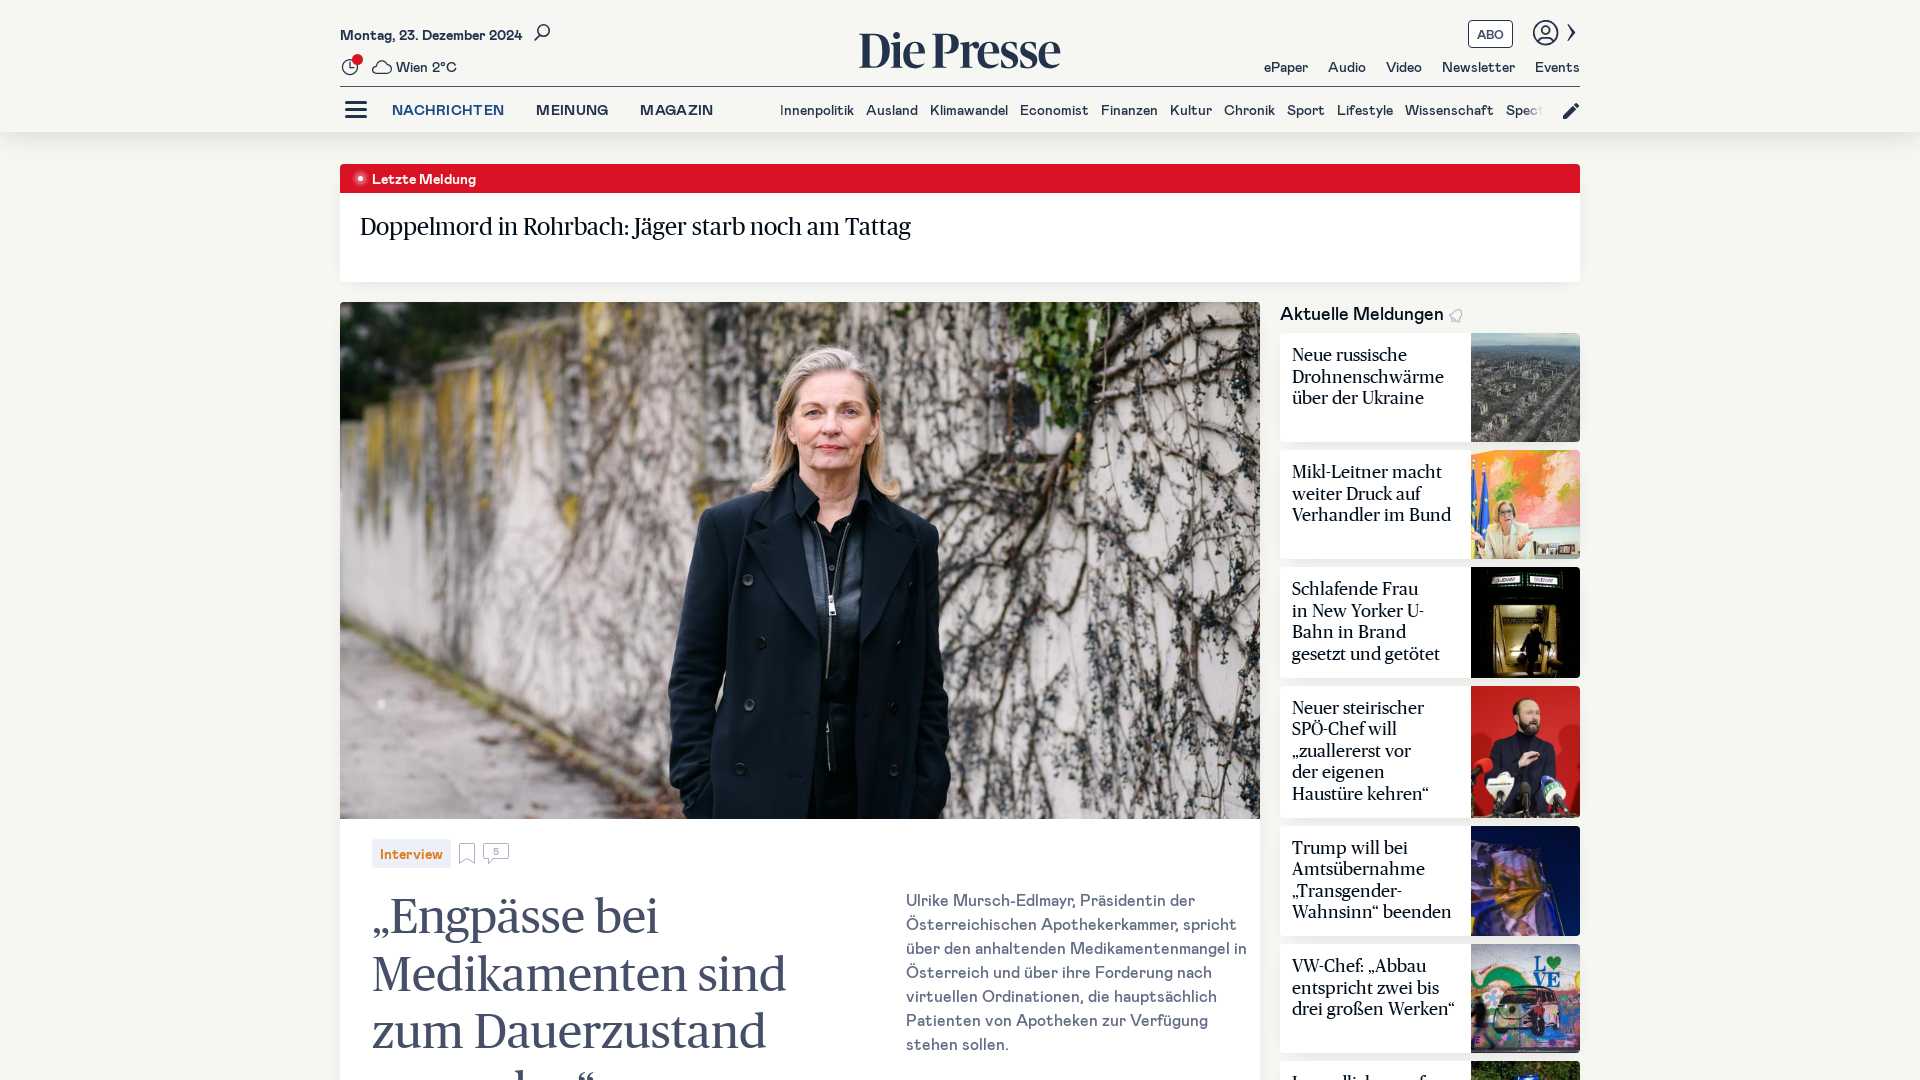 Montag, 23. Dezember 2024
Wien 2°C
Die Presse
ABO
ePaper Audio Video Newsletter Events
NACHRICHTEN MEINUNG MAGAZIN
Innenpolitik Ausland Klimawandel Economist Finanzen Kultur Chronik Sport Lifestyle Wissenschaft
Letzte Meldung
Doppelmord in Rohrbach: Jäger starb noch am Tattag
Interview
5
„Engpässe bei
Medikamenten sind
zum Dauerzustand
Ulrike Mursch-Edlmayr, Präsidentin der
Österreichischen Apothekerkammer, spricht
über den anhaltenden Medikamentenmangel in
Österreich und über ihre Forderung nach
virtuellen Ordinationen, die hauptsächlich
Patienten von Apotheken zur Verfügung
stehen sollen.
Aktuelle Meldungen
Neue russische
Drohnenschwärme
über der Ukraine
Mikl-Leitner macht
weiter Druck auf
Verhandler im Bund
Schlafende Frau
in New Yorker U-
Bahn in Brand
gesetzt und getötet
Neuer steirischer
SPÖ-Chef will
„zuallererst vor
der eigenen
Haustüre kehren“
Trump will bei
Amtsübernahme
„Transgender-
Wahnsinn“ beenden
VW-Chef: „Abbau
entspricht zwei bis
drei großen Werken“
LOVE